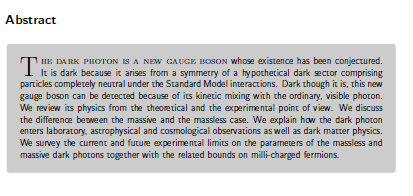 Abstract
THE DARK PHOTON IS A NEW GAUGE BOSON whose existence has been conjectured.
It is dark because it arises from a symmetry of a hypothetical dark sector comprising
particles completely neutral under the Standard Model interactions. Dark though it is, this new
gauge boson can be detected because of its kinetic mixing with the ordinary, visible photon.
We review its physics from the theoretical and the experimental point of view. We discuss
the difference between the massive and the massless case. We explain how the dark photon
enters laboratory, astrophysical and cosmological observations as well as dark matter physics.
We survey the current and future experimental limits on the parameters of the massless and
massive dark photons together with the related bounds on milli-charged fermions.